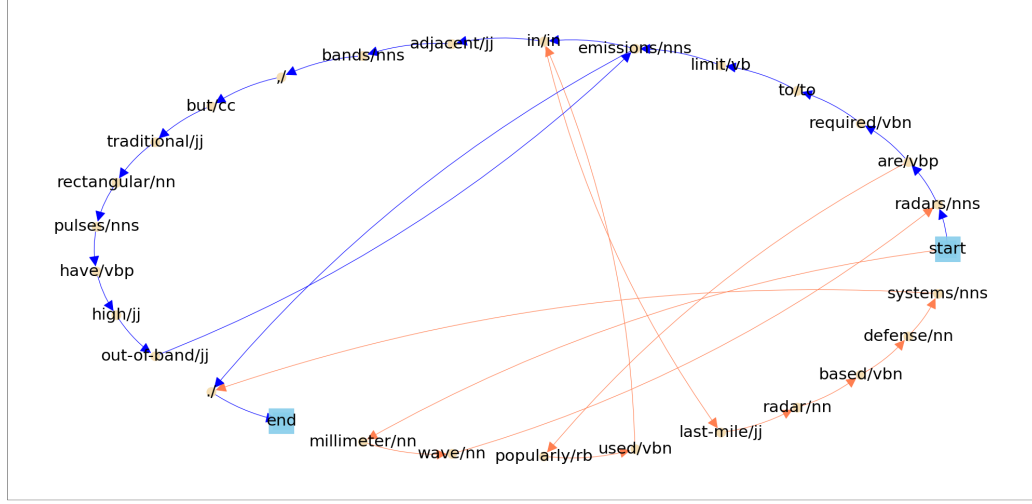 in/in
adjacent/jj
emissions/nns
bands/nns
limit/vb
,/
to/to
but/cc
required/vbn
traditional/jj
are/vbp
rectangular/nn
radars/nns
pulses/nns
start
have/vbp
systems/nns
high/jj
defense/nn
out-of-band/jj
based/vbn
./
radar/nn
end
last-mile/jj
millimeter/nn
used/vbn
wave/nn
popularly/rb